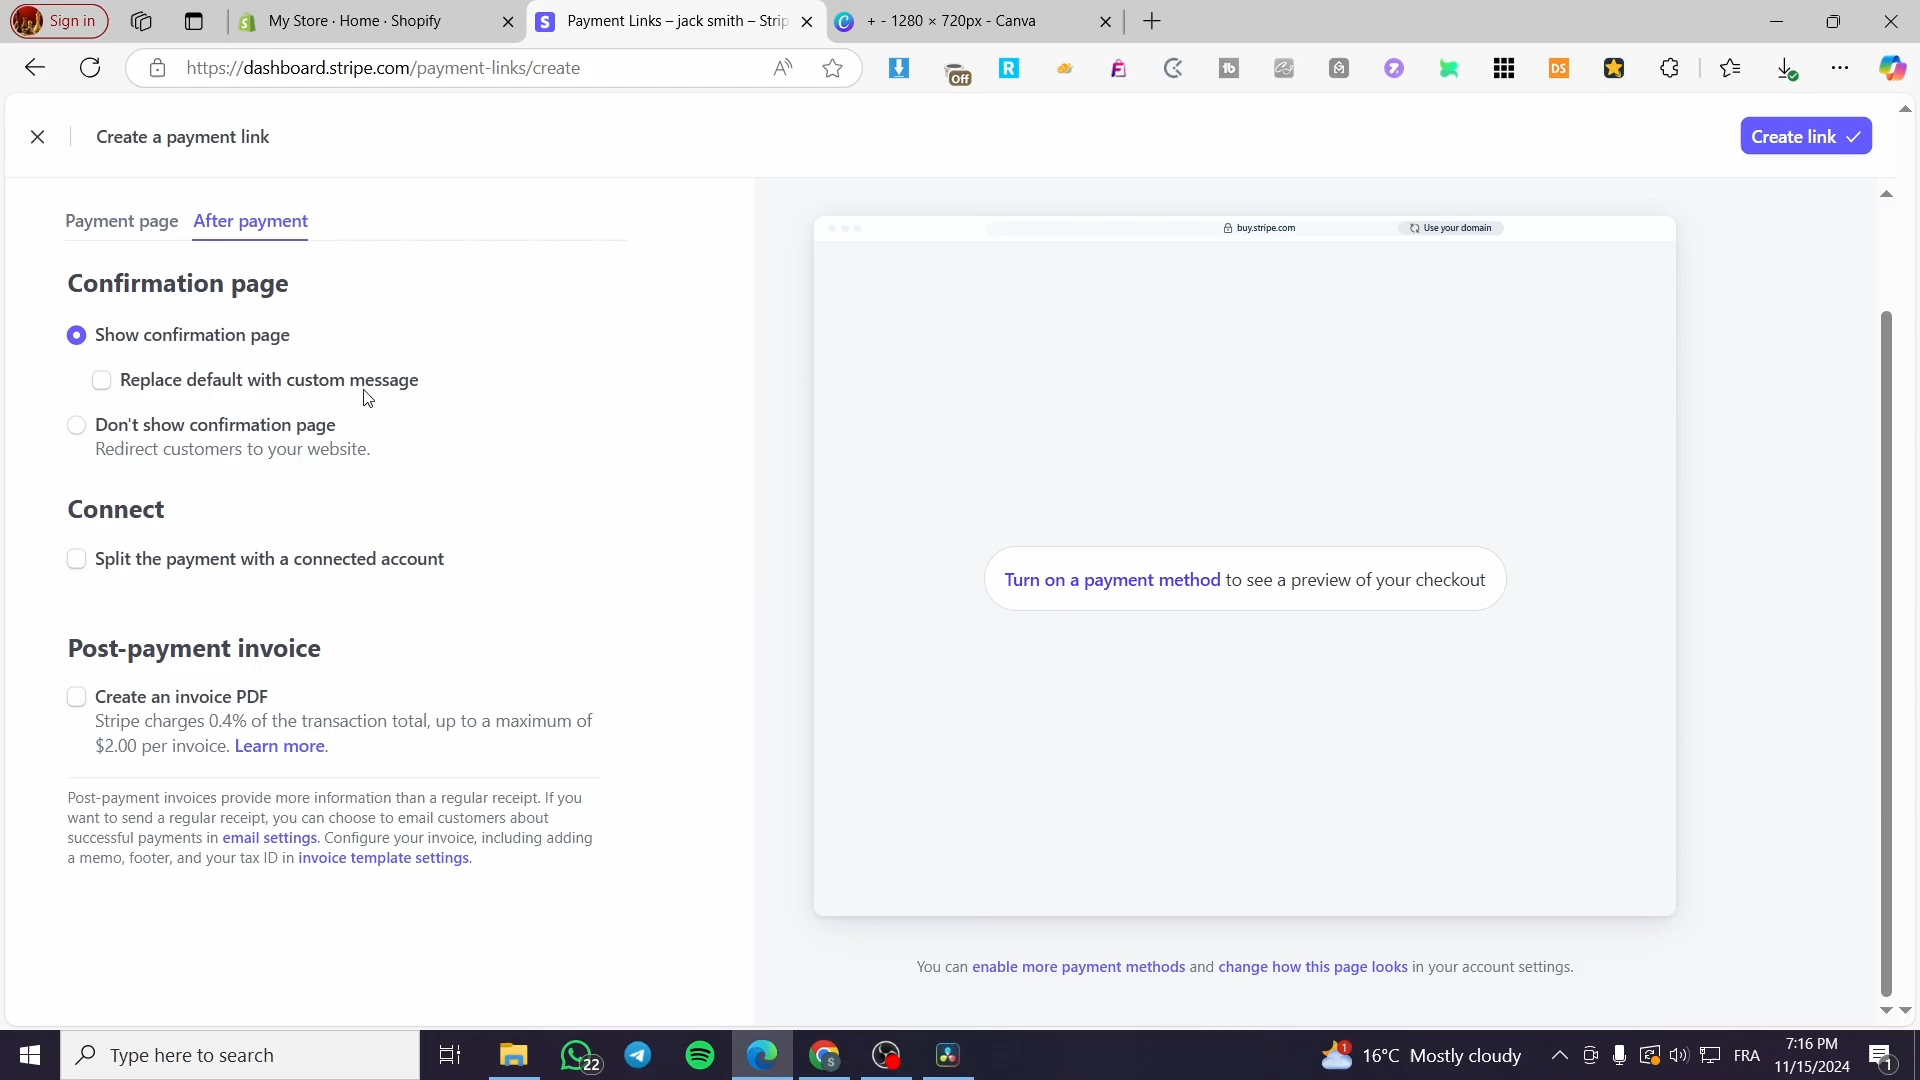 Sign in
My Store · Home · Shopify
Payment Links – jack smith – Strip
+ - 1280 × 720px - Canva
https://dashboard.stripe.com/payment-links/create
Off
DS
Create a payment link
Create link
Payment page
After payment
buy.stripe.com
Use your domain
Confirmation page
Show confirmation page
Replace default with custom message
Don't show confirmation page
Redirect customers to your website.
Connect
Split the payment with a connected account
Turn on a payment method to see a preview of your checkout
Post-payment invoice
Create an invoice PDF
Stripe charges 0.4% of the transaction total, up to a maximum of
$2.00 per invoice. Learn more.
Post-payment invoices provide more information than a regular receipt. If you
want to send a regular receipt, you can choose to email customers about
successful payments in email settings. Configure your invoice, including adding
a memo, footer, and your tax ID in invoice template settings.
You can enable more payment methods and change how this page looks in your account settings.
Type here to search
22
1
16°C Mostly cloudy
FRA
7:16 PM
11/15/2024
1